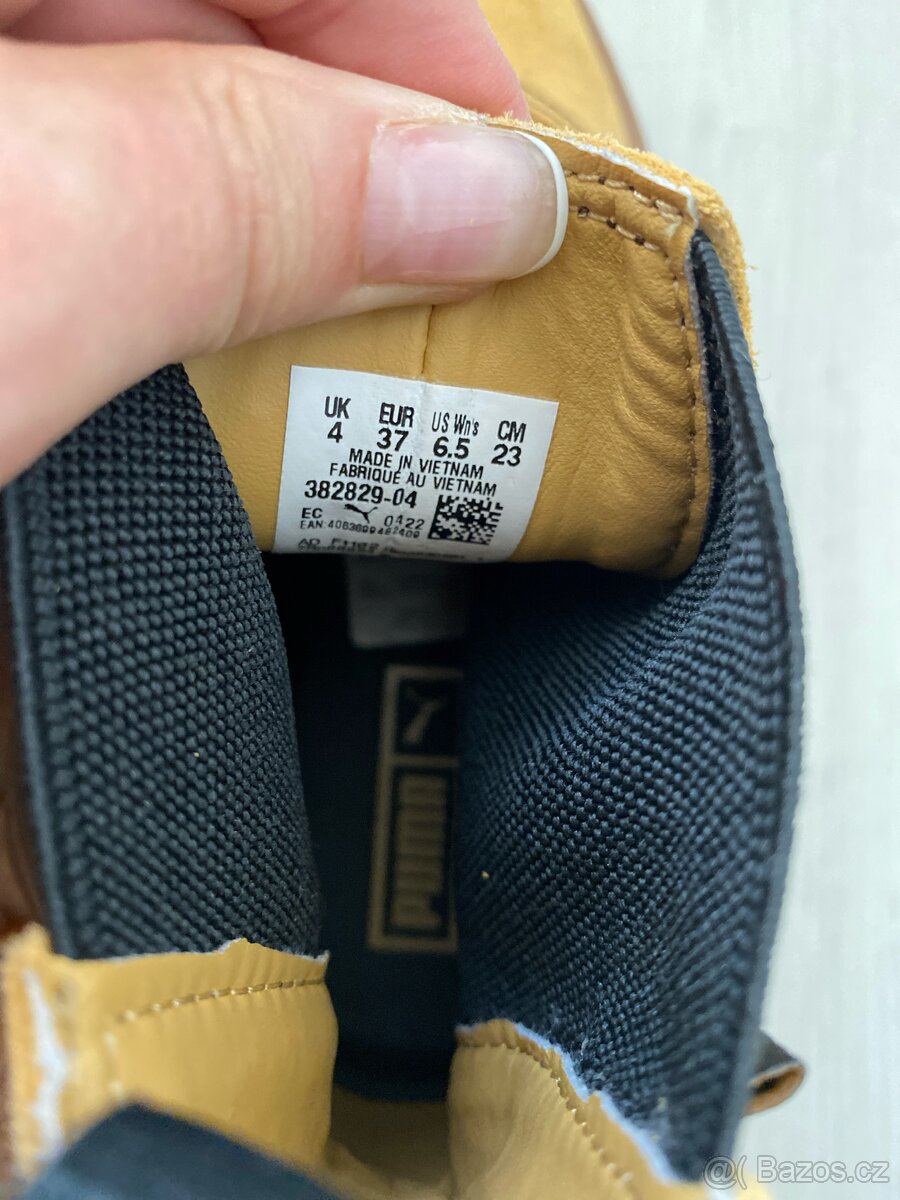 UK EUR US Wn's CM
4 37 6.5 23
MADE IN VIETNAM
FABRIQUE AU VIETNAM
382829-04
EC 0422
PUMA
@ Bazos.cz